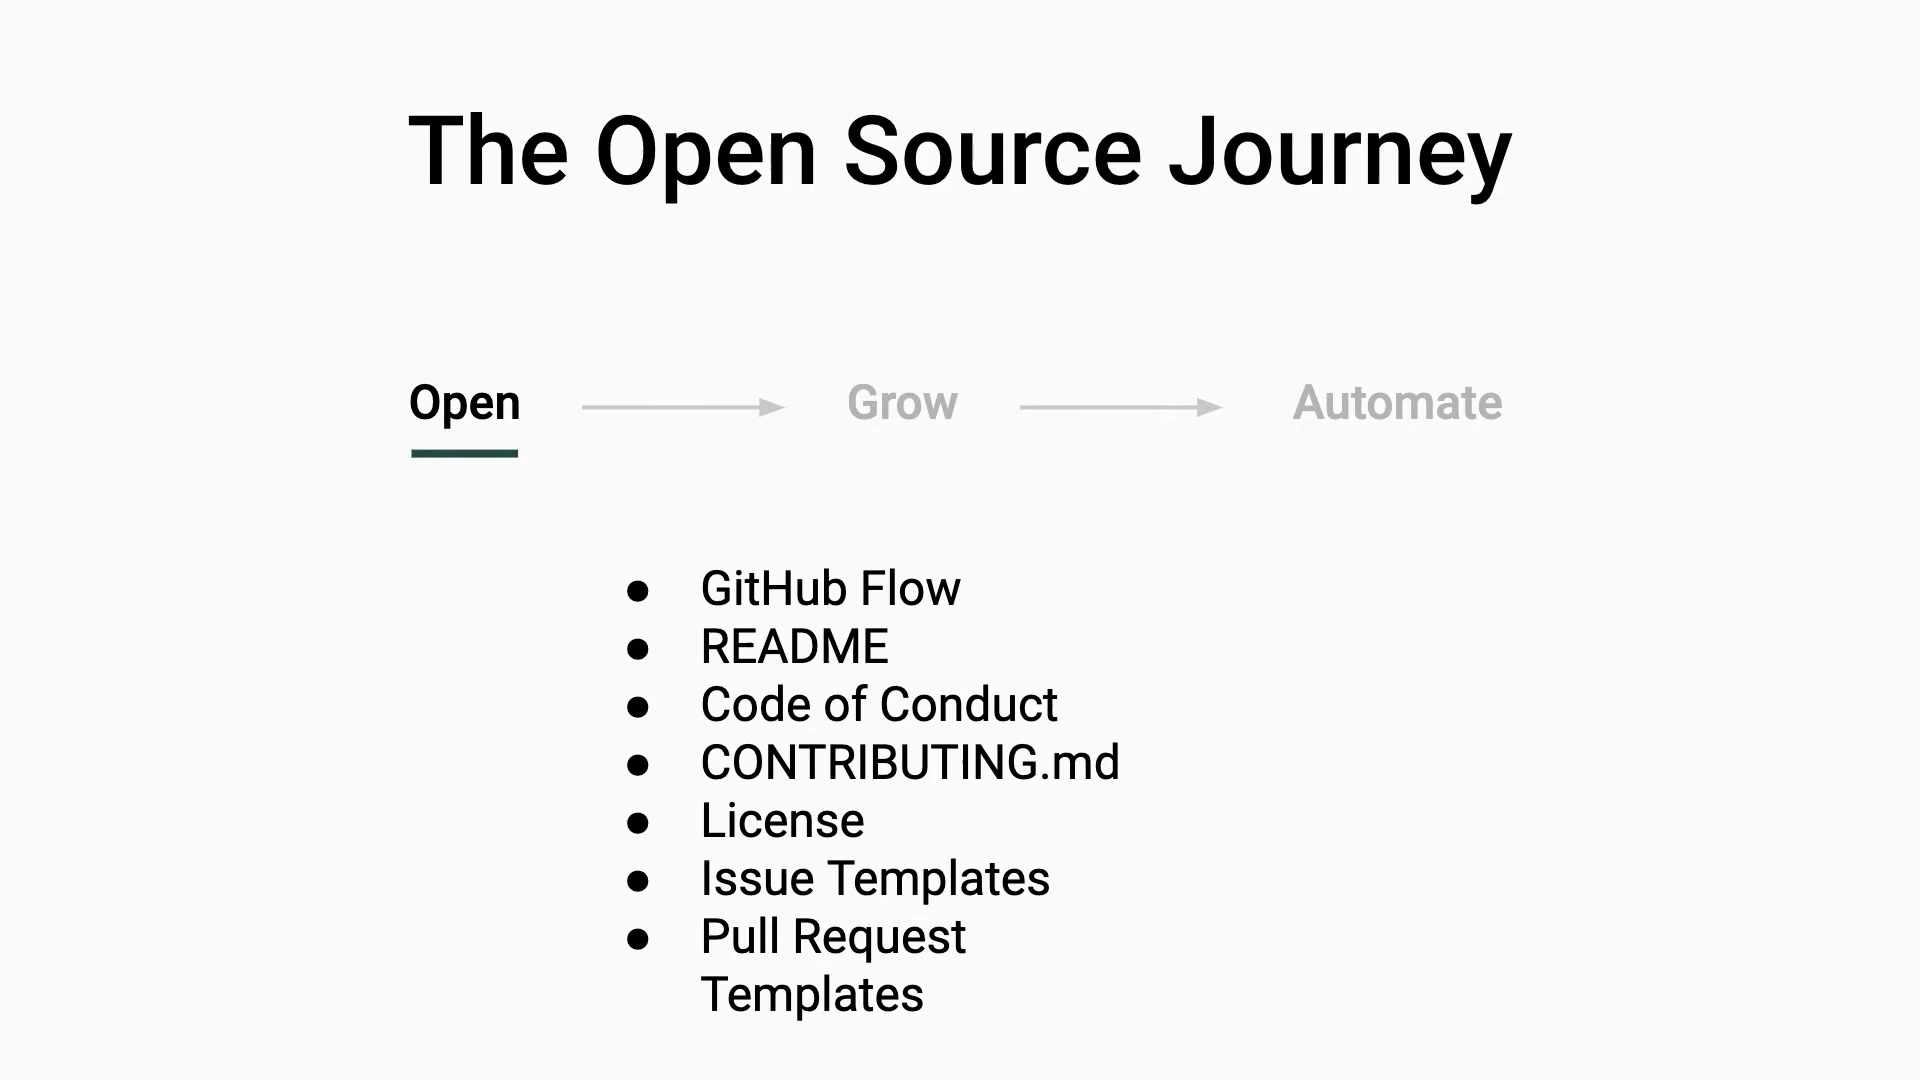 The Open Source Journey
Open
Grow
Automate
● GitHub Flow
● README
● Code of Conduct
● CONTRIBUTING.md
● License
● Issue Templates
● Pull Request
Templates